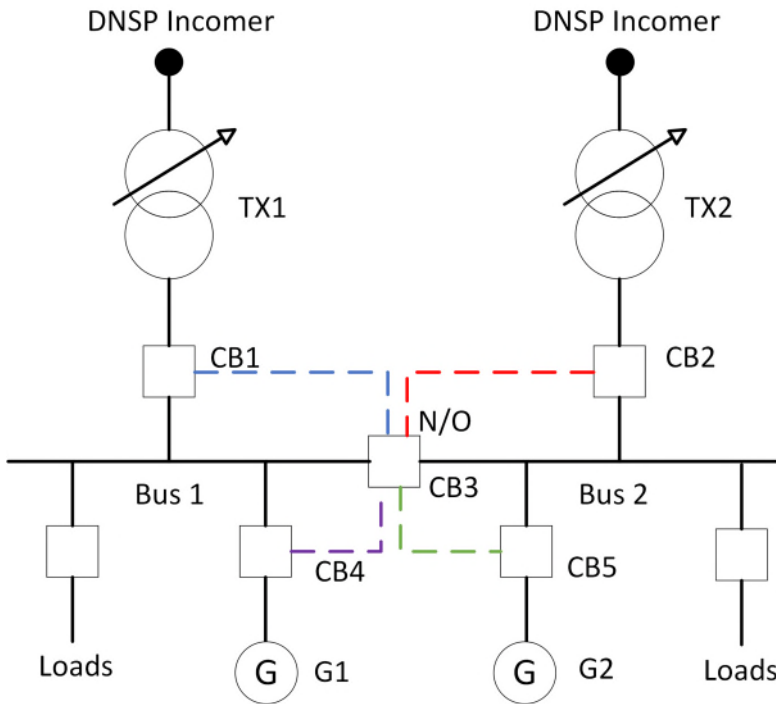 DNSP Incomer
DNSP Incomer
TX1
TX2
CB1
CB2
N/O
CB3
Bus 1
Bus 2
CB4
CB5
Loads
G
G1
G
G2
Loads